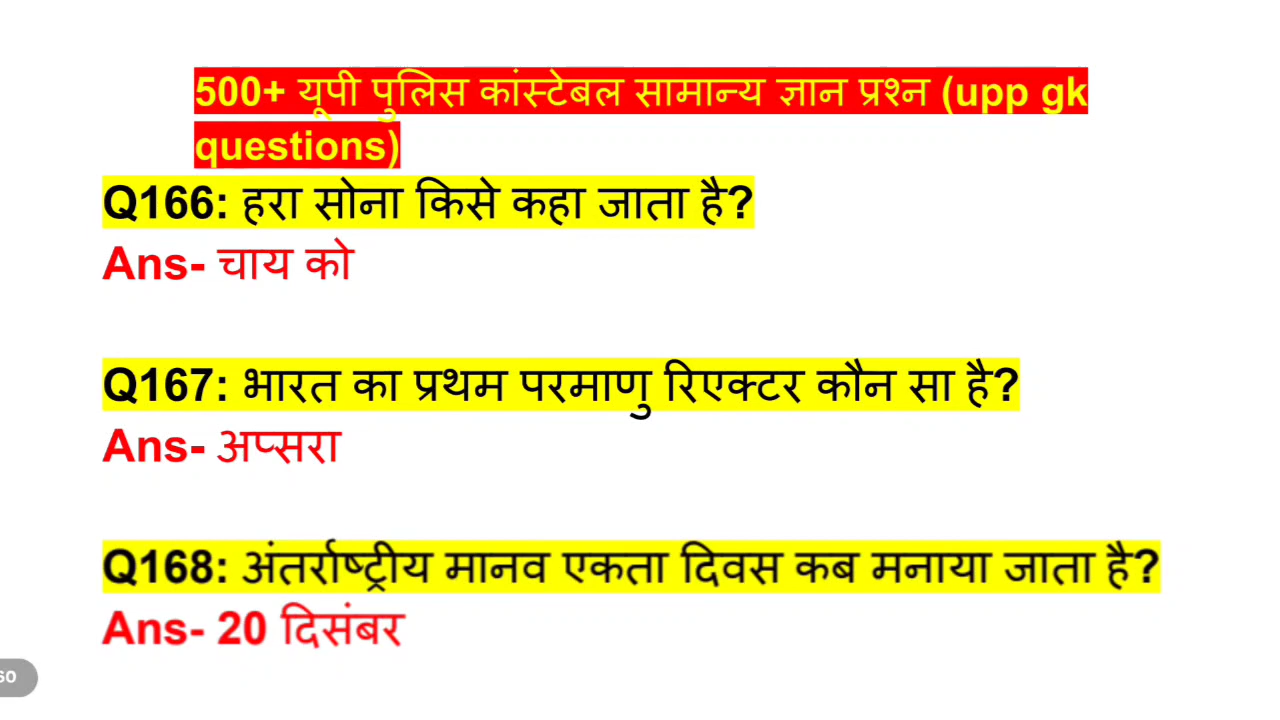 500+ यूपी पुलिस कांस्टेबल सामान्य ज्ञान प्रश्न (upp gk
questions)
Q166: हरा सोना किसे कहा जाता है?
Ans- चाय को
Q167: भारत का प्रथम परमाणु रिएक्टर कौन सा है?
Ans- अप्सरा
Q168: अंतर्राष्ट्रीय मानव एकता दिवस कब मनाया जाता है?
Ans- 20 दिसंबर
60